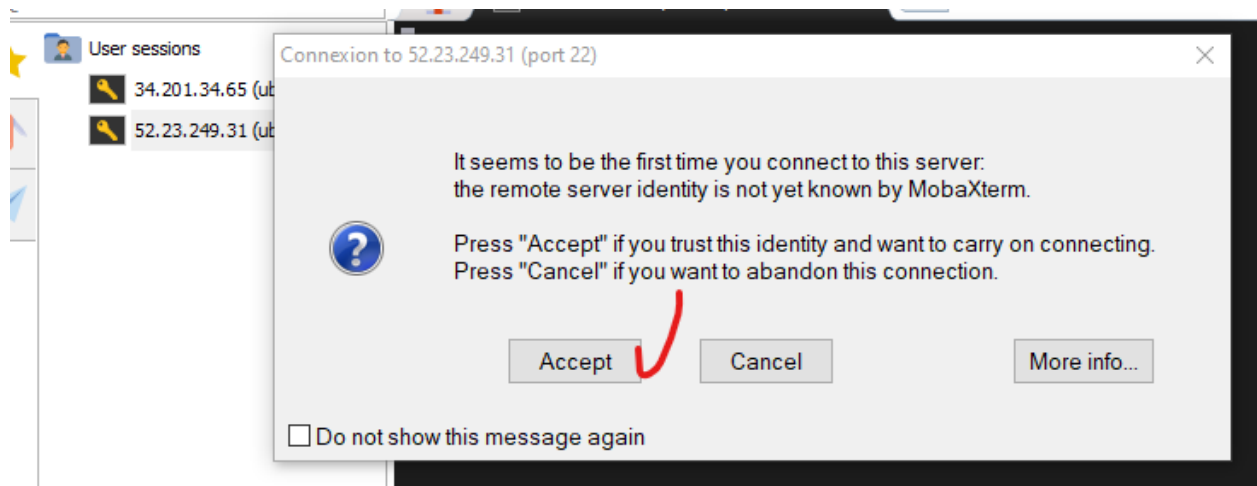 User sessions
34.201.34.65 (ub
52.23.249.31 (ub
Connexion to 52.23.249.31 (port 22)
It seems to be the first time you connect to this server:
the remote server identity is not yet known by MobaXterm.
Press "Accept" if you trust this identity and want to carry on connecting.
Press "Cancel" if you want to abandon this connection.
Accept
Cancel
More info...
Do not show this message again